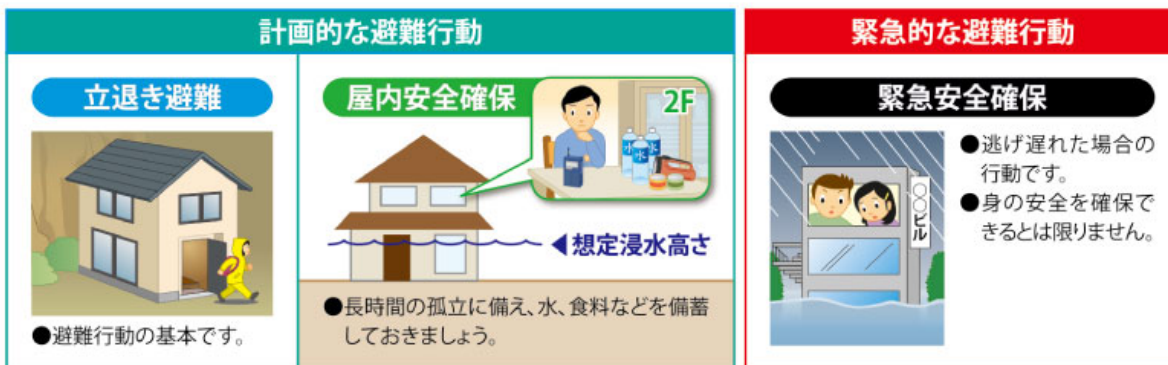 計画的な避難行動
立退き避難
●避難行動の基本です。
屋内安全確保
2F
水 水 水
◀想定浸水高さ
●長時間の孤立に備え、水、食料などを備蓄
しておきましょう。
緊急的な避難行動
緊急安全確保
○○ビル
●逃げ遅れた場合の
行動です。
●身の安全を確保で
きるとは限りません。